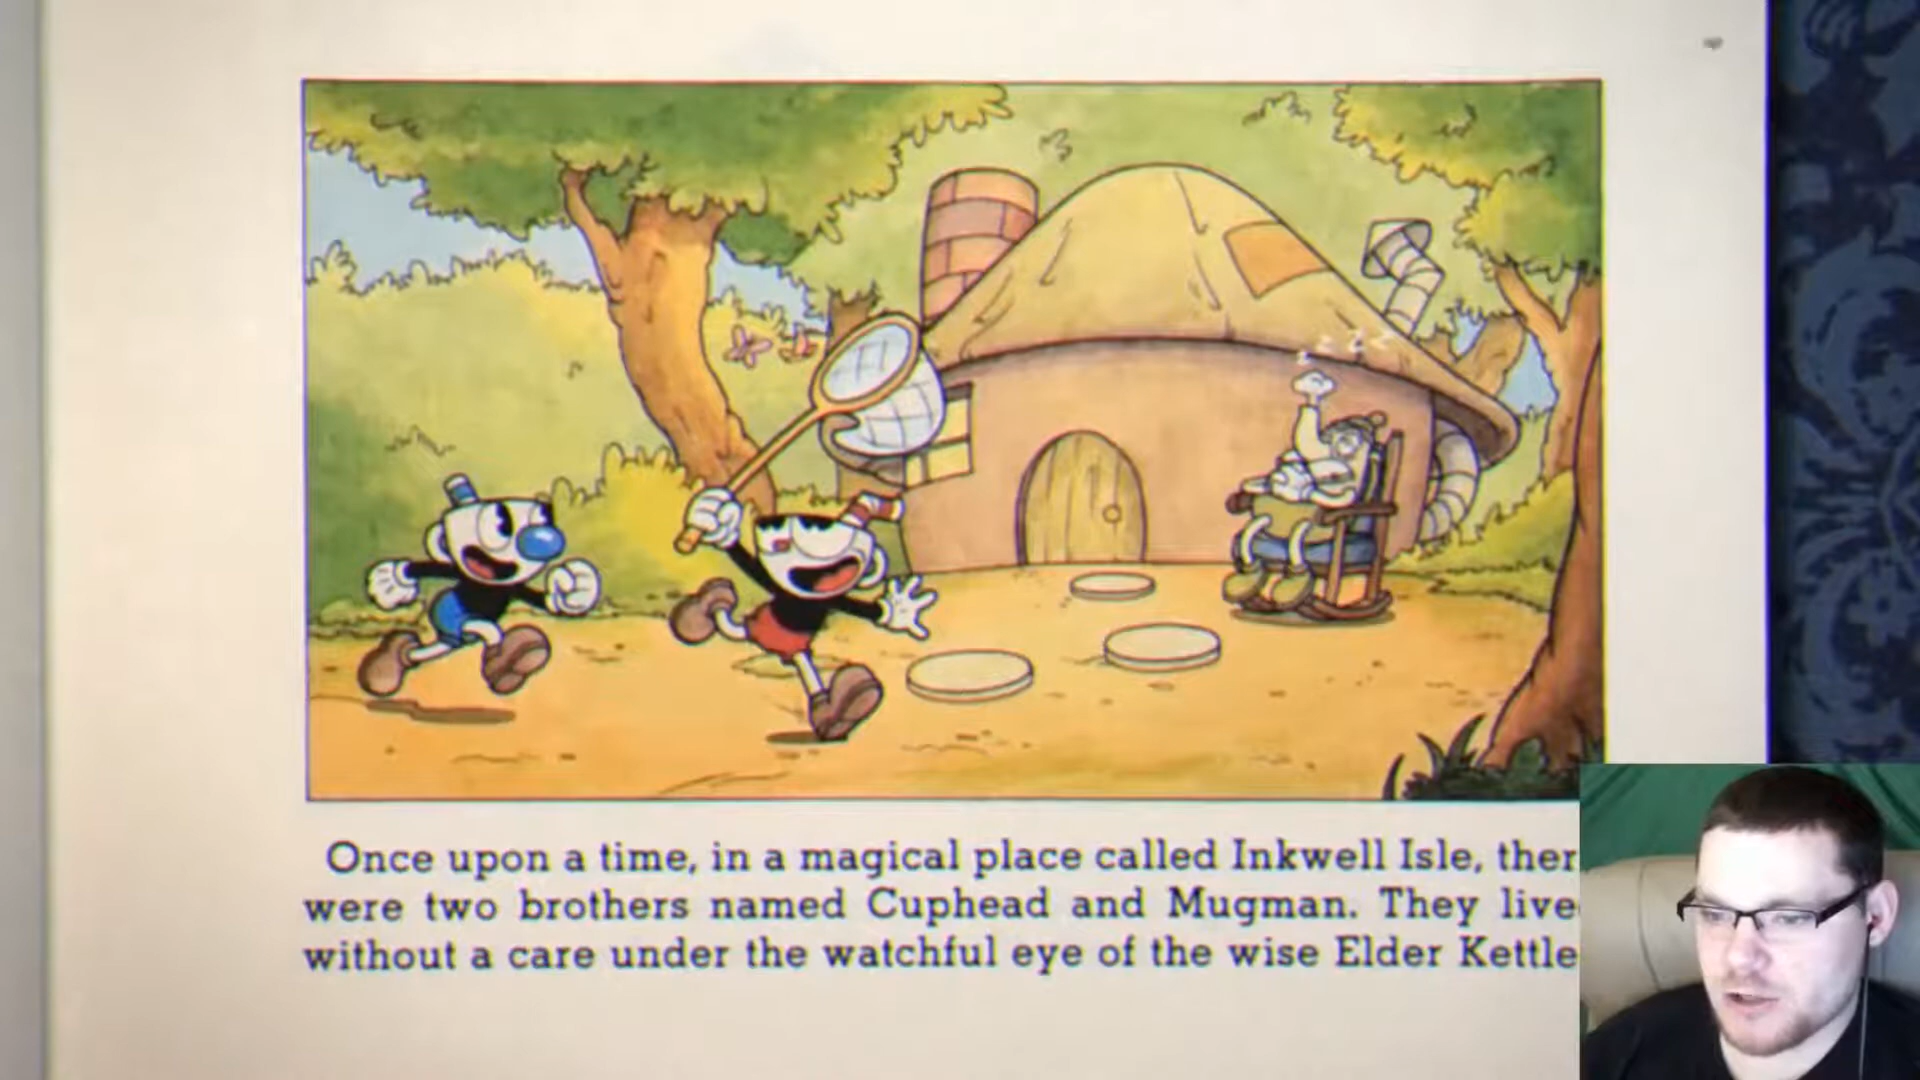 Once upon a time, in a magical place called Inkwell Isle, ther
were two brothers named Cuphead and Mugman. They live
without a care under the watchful eye of the wise Elder Kettle